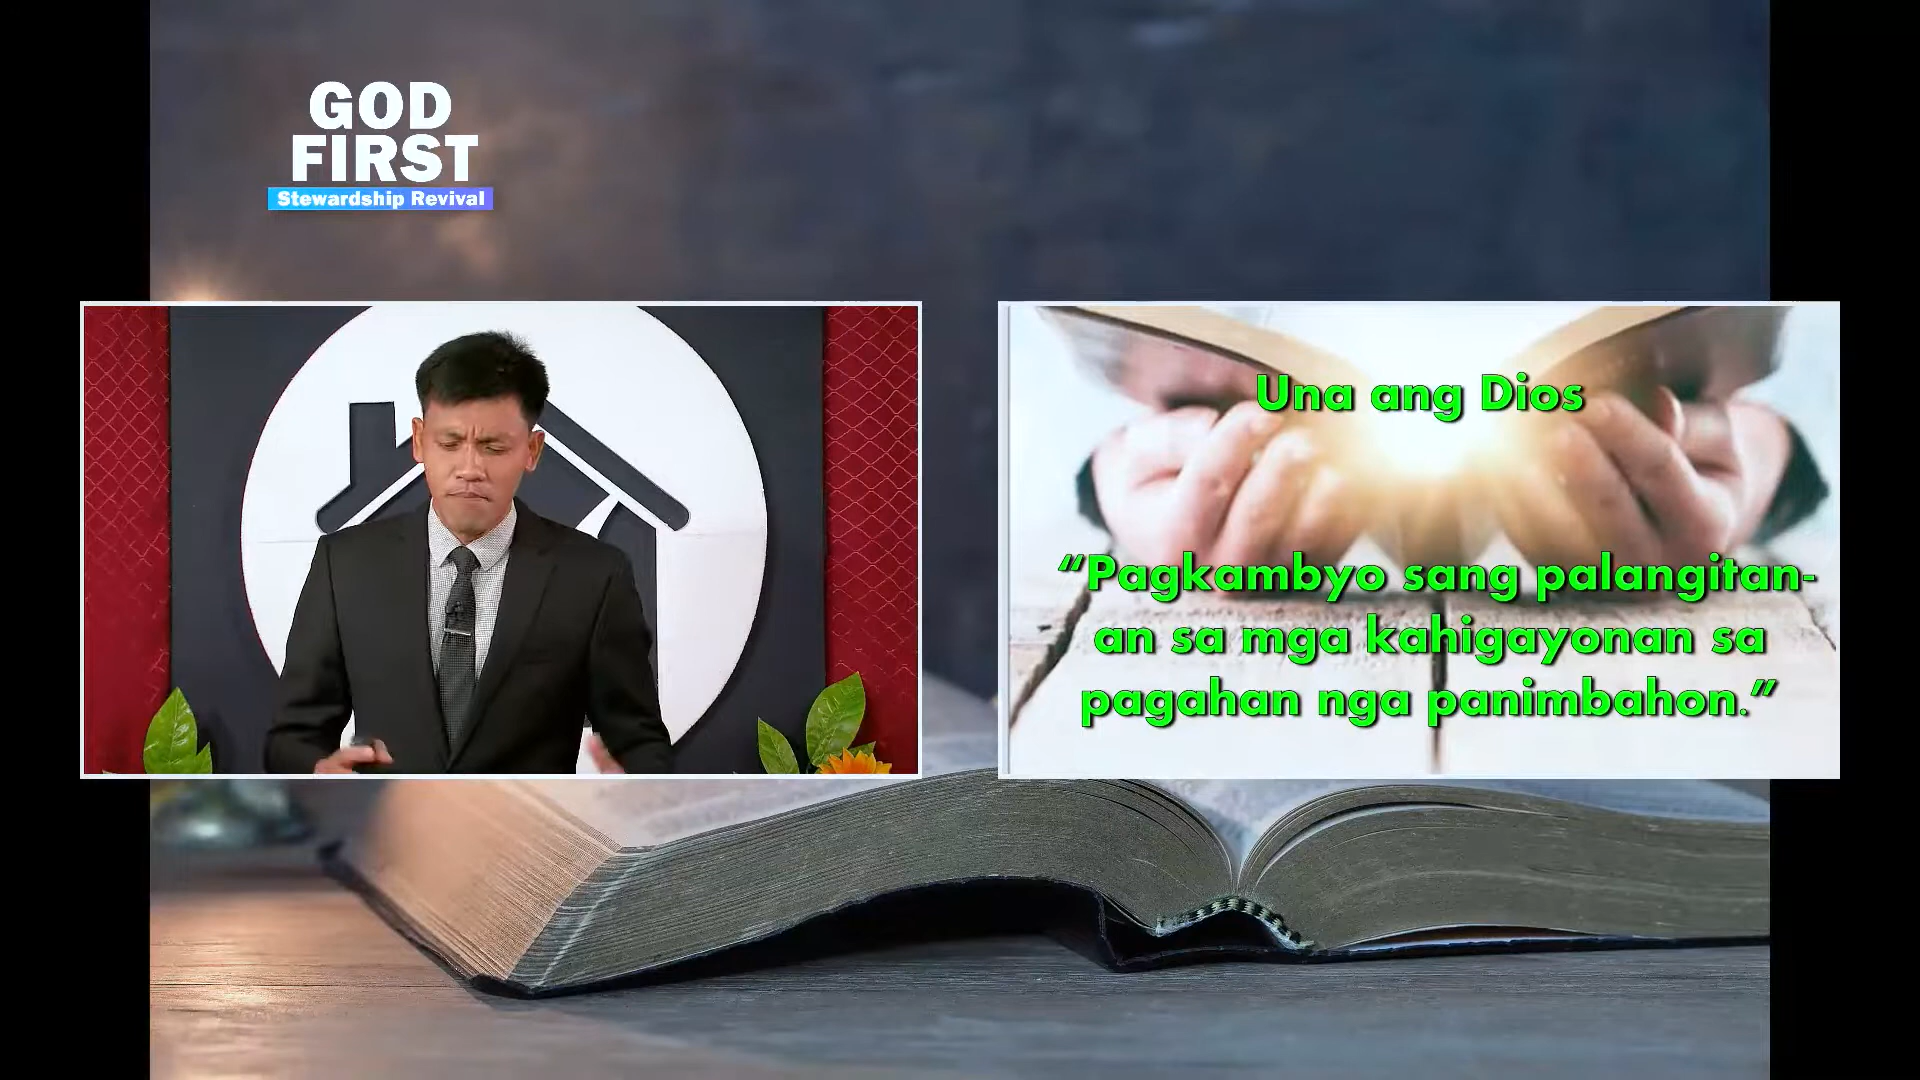 GOD
FIRST
Stewardship Revival
Una ang Dios
“Pagkambyo sang palangitan-
an sa mga kahigayonan sa
pagahan nga panimbahon.”